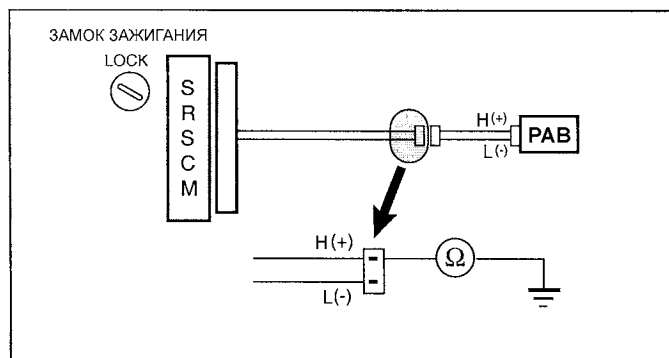 ЗАМОК ЗАЖИГАНИЯ
LOCK
S
R
S
C
M
H(+)
L(-)
PAB
H(+)
L(-)
Ω